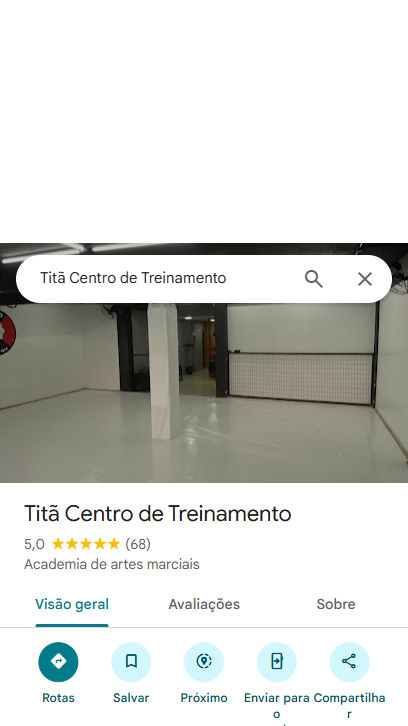 Titã Centro de Treinamento
Titã Centro de Treinamento
5,0 (68)
Academia de artes marciais
Visão geral
Avaliações
Sobre
Rotas
Salvar
Próximo
Enviar para
o
Compartilha
r